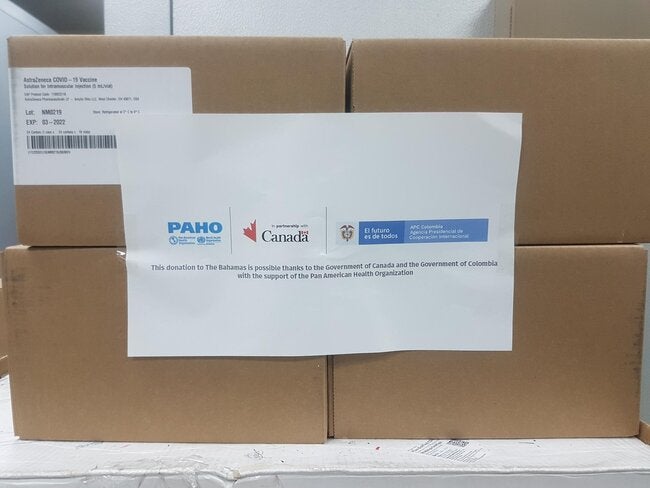 AstraZeneca COVID – 19 Vaccine
Solution for Intramuscular Injection (5 mL/vial)
Lot: NM0219
EXP: 03-2022
PAHO
In partnership with
Canada
El futuro
es de todos
APC Colombia
Agencia Presidencial de
Cooperación Internacional
This donation to The Bahamas is possible thanks to the Government of Canada and the Government of Colombia
with the support of the Pan American Health Organization